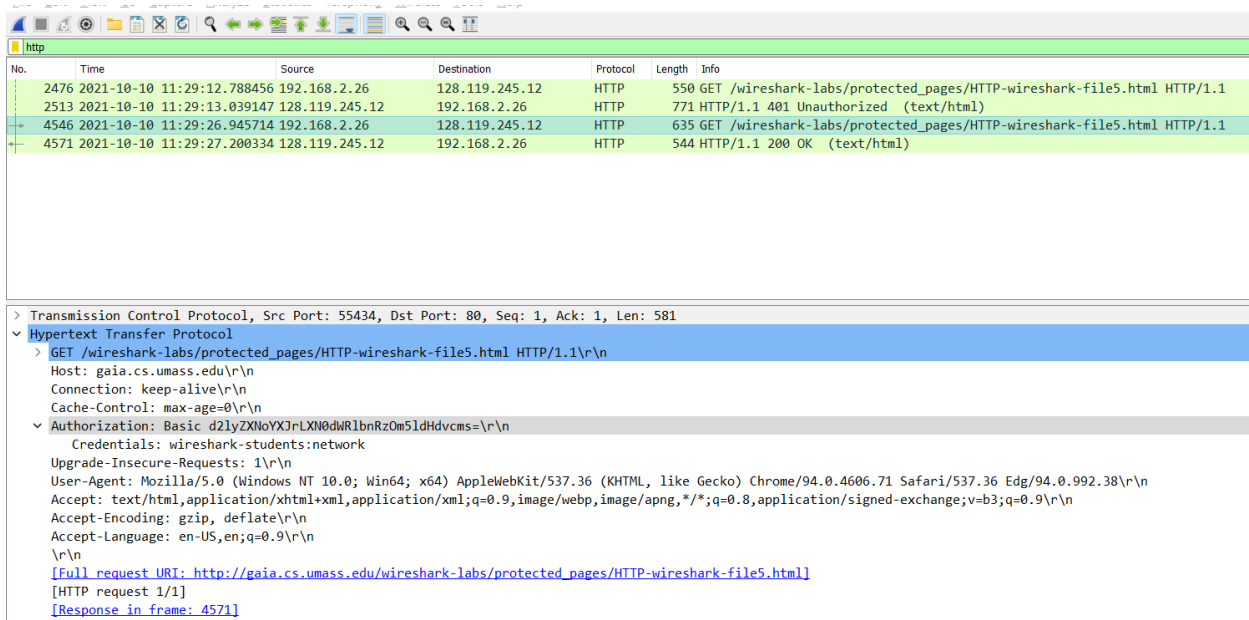 http
No. Time Source Destination Protocol Length Info
2476 2021-10-10 11:29:12.788456 192.168.2.26 128.119.245.12 HTTP 550 GET /wireshark-labs/protected_pages/HTTP-wireshark-file5.html HTTP/1.1
2513 2021-10-10 11:29:13.039147 128.119.245.12 192.168.2.26 HTTP 771 HTTP/1.1 401 Unauthorized (text/html)
4546 2021-10-10 11:29:26.945714 192.168.2.26 128.119.245.12 HTTP 635 GET /wireshark-labs/protected_pages/HTTP-wireshark-file5.html HTTP/1.1
4571 2021-10-10 11:29:27.200334 128.119.245.12 192.168.2.26 HTTP 544 HTTP/1.1 200 OK (text/html)
Transmission Control Protocol, Src Port: 55434, Dst Port: 80, Seq: 1, Ack: 1, Len: 581
Hypertext Transfer Protocol
GET /wireshark-labs/protected_pages/HTTP-wireshark-file5.html HTTP/1.1\r\n
Host: gaia.cs.umass.edu\r\n
Connection: keep-alive\r\n
Cache-Control: max-age=0\r\n
Authorization: Basic d2lyZXNoYXJrLXN0dWRlbnRzOm5ldHdvcms=\r\n
Credentials: wireshark-students:network
Upgrade-Insecure-Requests: 1\r\n
User-Agent: Mozilla/5.0 (Windows NT 10.0; Win64; x64) AppleWebKit/537.36 (KHTML, like Gecko) Chrome/94.0.4606.71 Safari/537.36 Edg/94.0.992.38\r\n
Accept: text/html,application/xhtml+xml,application/xml;q=0.9,image/webp,image/apng,*/*;q=0.8,application/signed-exchange;v=b3;q=0.9\r\n
Accept-Encoding: gzip, deflate\r\n
Accept-Language: en-US,en;q=0.9\r\n
\r\n
[Full request URI: http://gaia.cs.umass.edu/wireshark-labs/protected_pages/HTTP-wireshark-file5.html]
[HTTP request 1/1]
[Response in frame: 4571]